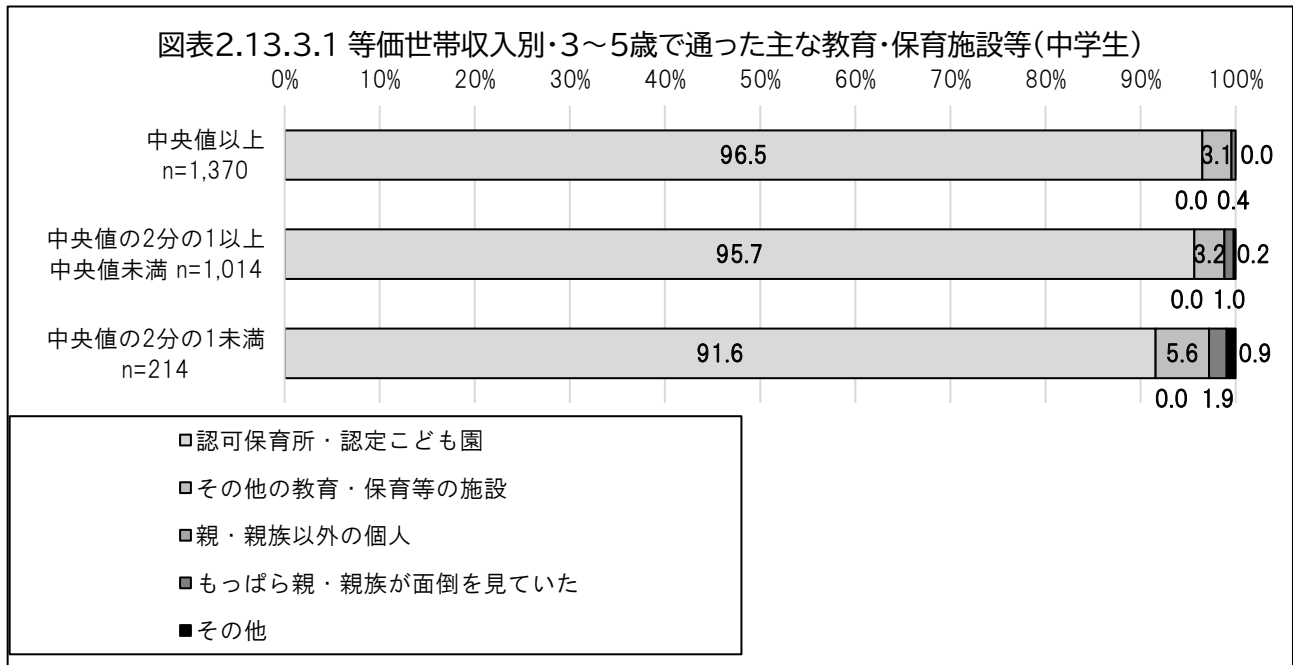 図表2.13.3.1 等価世帯収入別・3～5歳で通った主な教育・保育施設等(中学生)
0% 10% 20% 30% 40% 50% 60% 70% 80% 90% 100%
中央値以上
n=1,370
96.5 3.1 0.0
0.0 0.4
中央値の2分の1以上
中央値未満 n=1,014
95.7 3.2 0.2
0.0 1.0
中央値の2分の1未満
n=214
91.6 5.6 0.9
0.0 1.9
認可保育所・認定こども園
その他の教育・保育等の施設
親・親族以外の個人
もっぱら親・親族が面倒を見ていた
その他